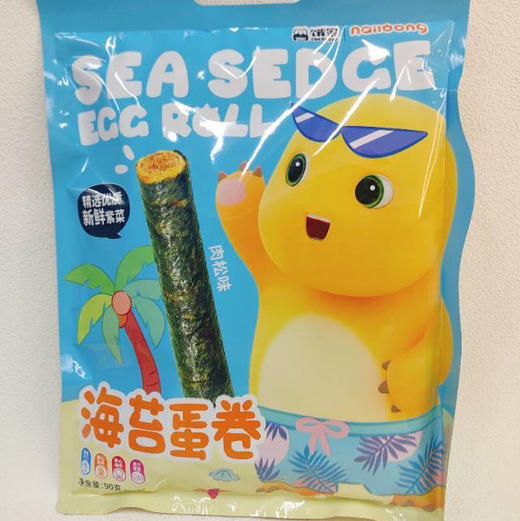 nailoong
SEA SEDGE
EGG ROLL
精选优质
新鲜紫菜
肉松味
海苔蛋卷
净含量:90克